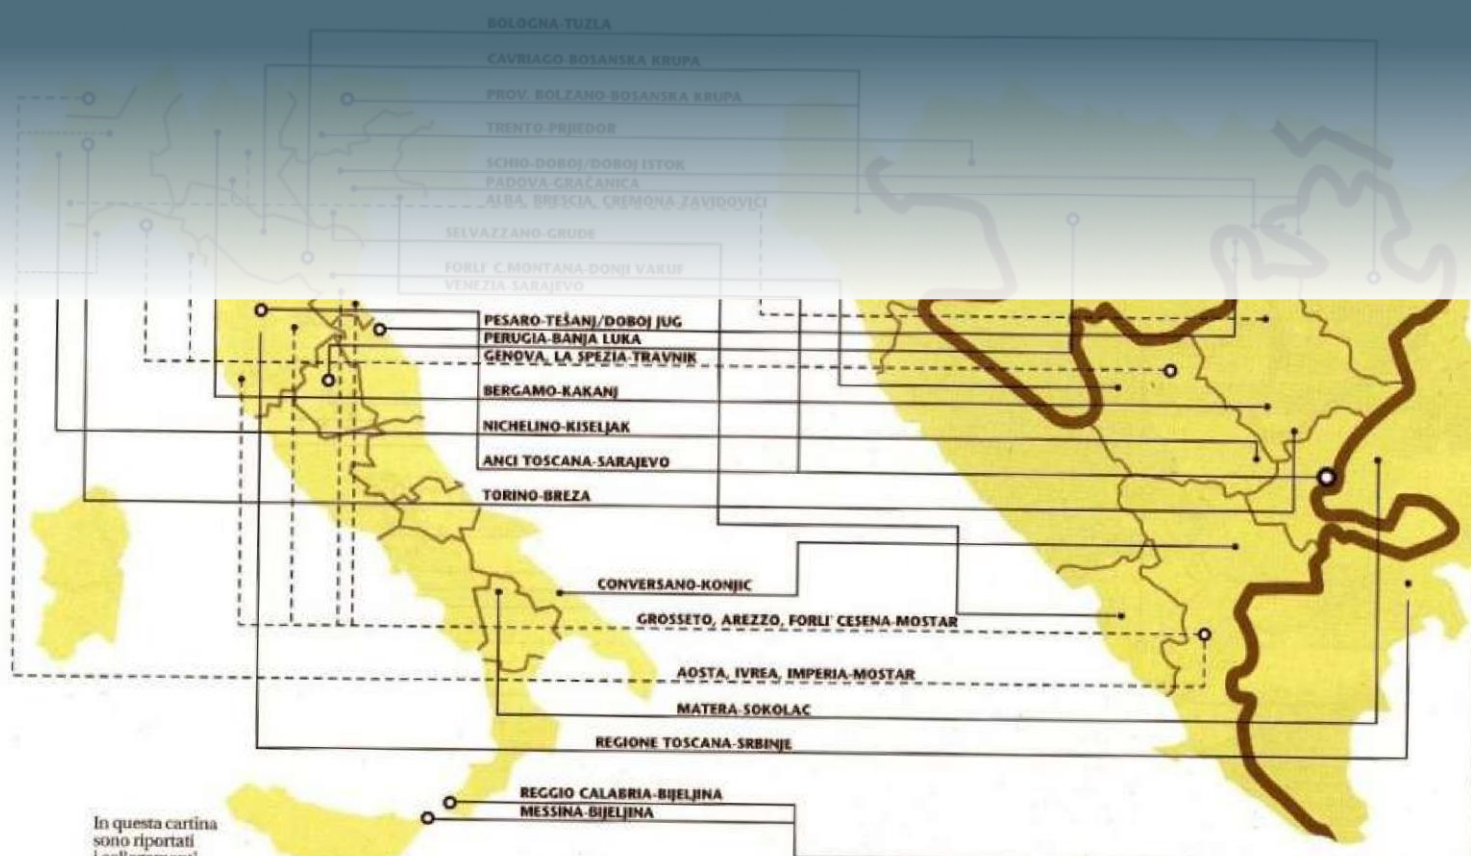 BOLOGNA-TUZLA
CAVRIAGO BOSANSKA KRUPA
PROV. BOLZANO-BOSANSKA KRUPA
TRENTO-PRJIEDOR
SCHIO-DOBOJ/DOBOJ ISTOK
PADOVA-GRAČANICA
ALBA, BRESCIA, CREMONA-ZAVIDOVICI
SELVAZZANO-GRUDE
FORLI' C.MONTANA-DONJI VAKUF
VENEZIA-SARAJEVO
PESARO-TEŠANJ/DOBOJ JUG
PERUGIA-BANJA LUKA
GENOVA, LA SPEZIA-TRAVNIK
BERGAMO-KAKANJ
NICHELINO-KISELJAK
ANCI TOSCANA-SARAJEVO
TORINO-BREZA
CONVERSANO-KONJIC
GROSSETO, AREZZO, FORLI' CESENA-MOSTAR
AOSTA, IVREA, IMPERIA-MOSTAR
MATERA-SOKOLAC
REGIONE TOSCANA-SRBINJE
REGGIO CALABRIA-BIJELJINA
MESSINA-BIJELJINA
In questa cartina
sono riportati